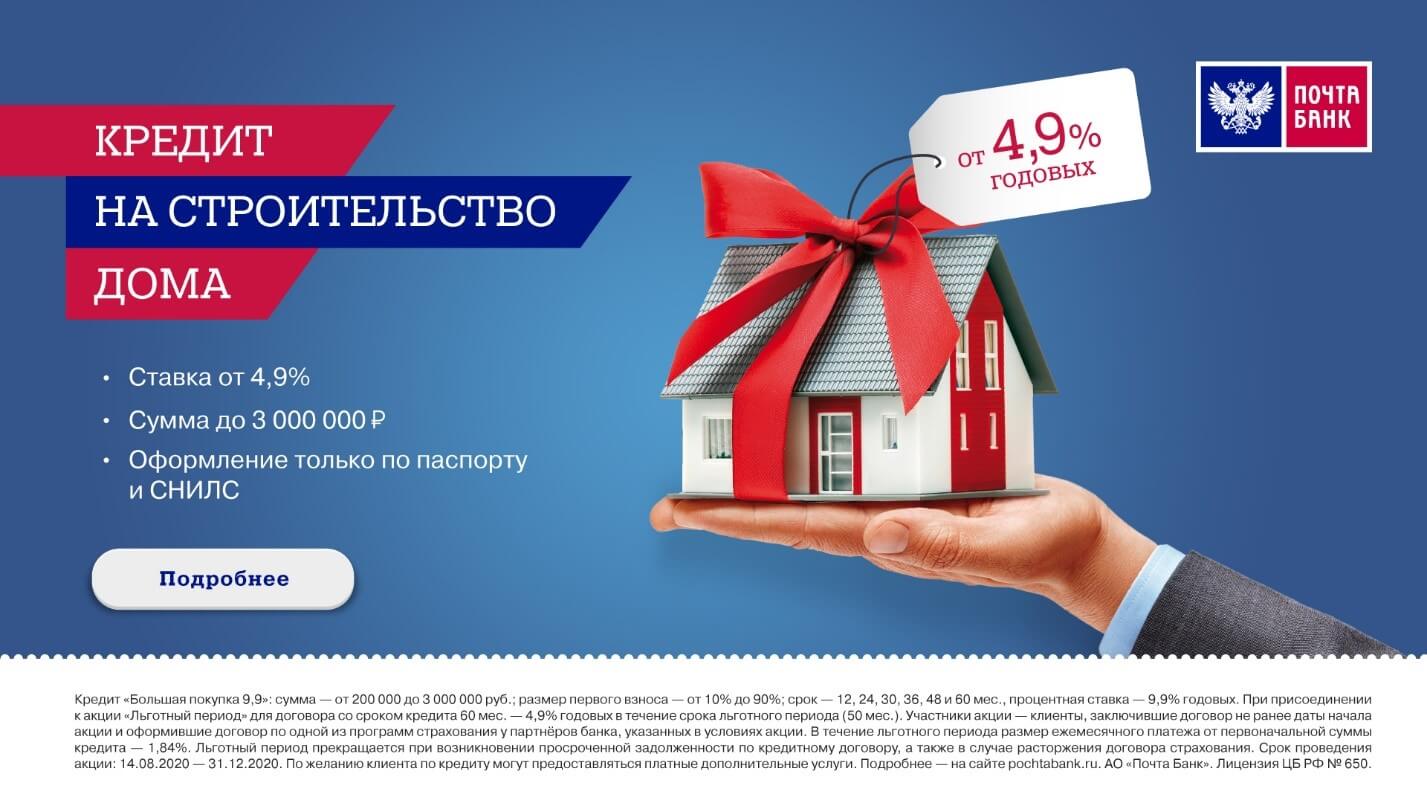 КРЕДИТ
НА СТРОИТЕЛЬСТВО
ДОМА
• Ставка от 4,9%
• Сумма до 3 000 000 ₽
• Оформление только по паспорту
и СНИЛС
Подробнее
от 4,9%
годовых
ПОЧТА
БАНК
Кредит «Большая покупка 9,9»: сумма — от 200 000 до 3 000 000 руб.; размер первого взноса — от 10% до 90%; срок — 12, 24, 30, 36, 48 и 60 мес., процентная ставка — 9,9% годовых. При присоединении
к акции «Льготный период» для договора со сроком кредита 60 мес. — 4,9% годовых в течение срока льготного периода (50 мес.). Участники акции — клиенты, заключившие договор не ранее даты начала
акции и оформившие договор по одной из программ страхования у партнёров банка, указанных в условиях акции. В течение льготного периода размер ежемесячного платежа от первоначальной суммы
кредита — 1,84%. Льготный период прекращается при возникновении просроченной задолженности по кредитному договору, а также в случае расторжения договора страхования. Срок проведения
акции: 14.08.2020 — 31.12.2020. По желанию клиента по кредиту могут предоставляться платные дополнительные услуги. Подробнее — на сайте pochtabank.ru. АО «Почта Банк». Лицензия ЦБ РФ № 650.